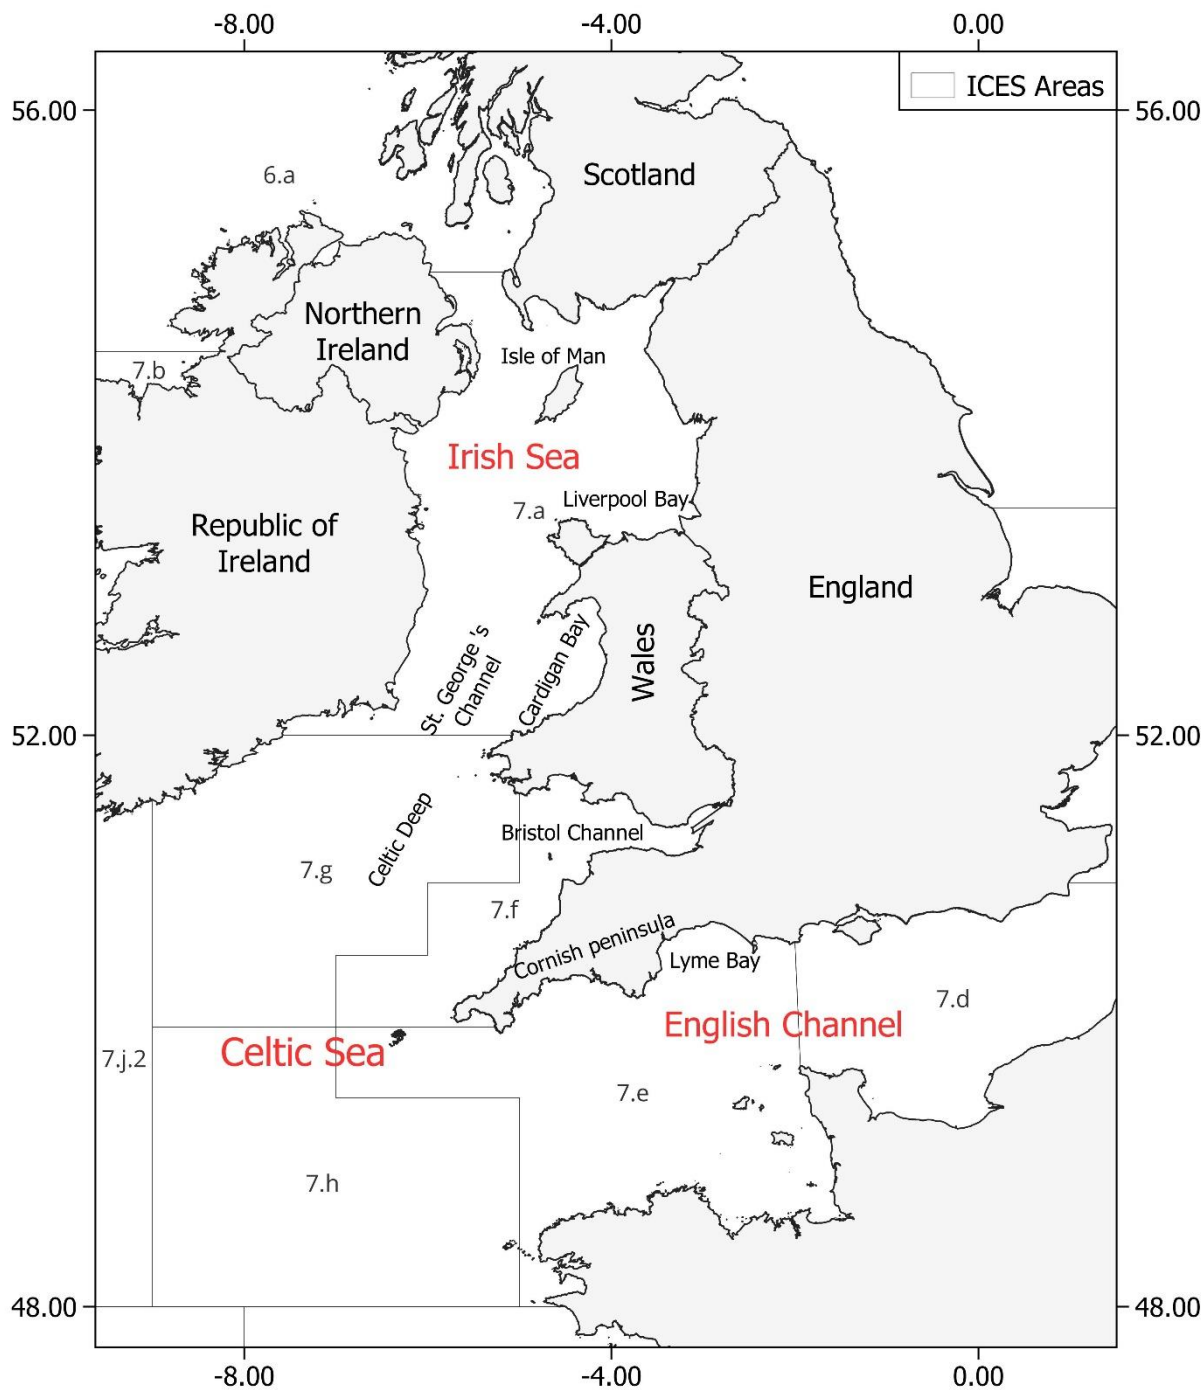 -8.00
-4.00
0.00
ICES Areas
56.00
56.00
Scotland
6.a
Northern
Ireland
Isle of Man
7.b
Irish Sea
Liverpool Bay
7.a
Republic of
Ireland
England
Wales
St. George 's
Channel
Cardigan Bay
52.00
52.00
Celtic Deep
Bristol Channel
7.g
7.f
Cornish peninsula
Lyme Bay
7.d
English Channel
Celtic Sea
7.j.2
7.e
7.h
48.00
48.00
-8.00
-4.00
0.00